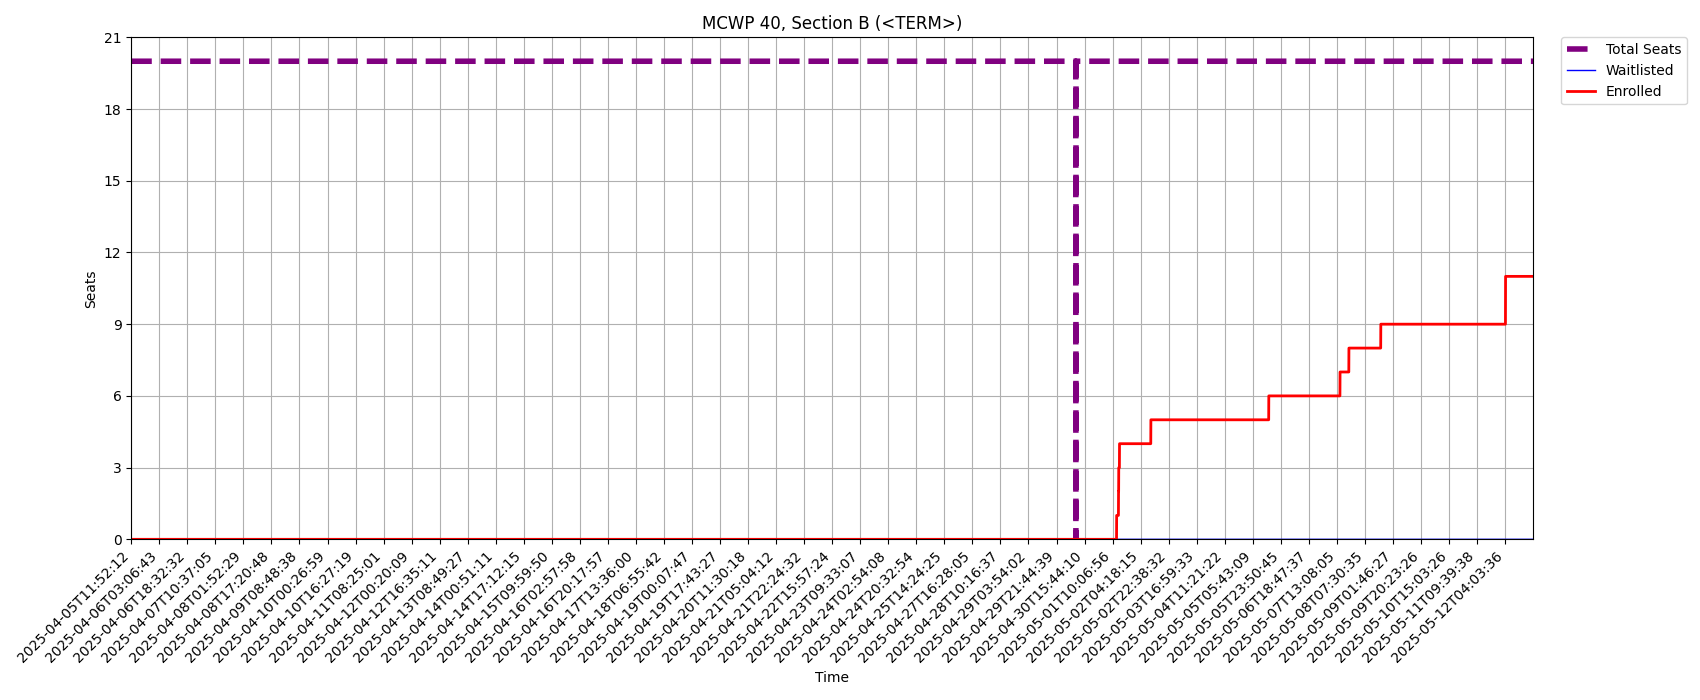 MCWP 40, Section B (<TERM>)
Total Seats
Waitlisted
Enrolled
21
18
15
12
9
6
3
0
Seats
2025-04-05T11:52:12
2025-04-06T03:06:43
2025-04-06T18:32:32
2025-04-07T10:37:05
2025-04-08T01:52:29
2025-04-08T17:20:48
2025-04-09T08:48:38
2025-04-10T00:26:59
2025-04-10T16:27:19
2025-04-11T08:25:01
2025-04-12T00:20:09
2025-04-12T16:35:11
2025-04-13T08:49:27
2025-04-14T00:51:11
2025-04-14T17:12:15
2025-04-15T09:59:50
2025-04-16T02:57:58
2025-04-16T20:17:57
2025-04-17T13:36:00
2025-04-18T06:55:42
2025-04-19T00:07:47
2025-04-19T17:43:27
2025-04-20T11:30:18
2025-04-21T05:04:12
2025-04-21T22:24:32
2025-04-22T15:57:24
2025-04-23T09:33:07
2025-04-24T02:54:08
2025-04-24T20:32:54
2025-04-25T14:24:25
2025-04-27T16:28:05
2025-04-28T10:16:37
2025-04-29T03:54:02
2025-04-29T21:44:39
2025-04-30T15:44:10
2025-05-01T10:06:56
2025-05-02T04:18:15
2025-05-02T22:38:32
2025-05-03T16:59:33
2025-05-04T11:21:22
2025-05-05T05:43:09
2025-05-05T23:50:45
2025-05-06T18:47:37
2025-05-07T13:08:05
2025-05-08T07:30:35
2025-05-09T01:46:27
2025-05-09T20:23:26
2025-05-10T15:03:26
2025-05-11T09:39:38
2025-05-12T04:03:36
Time